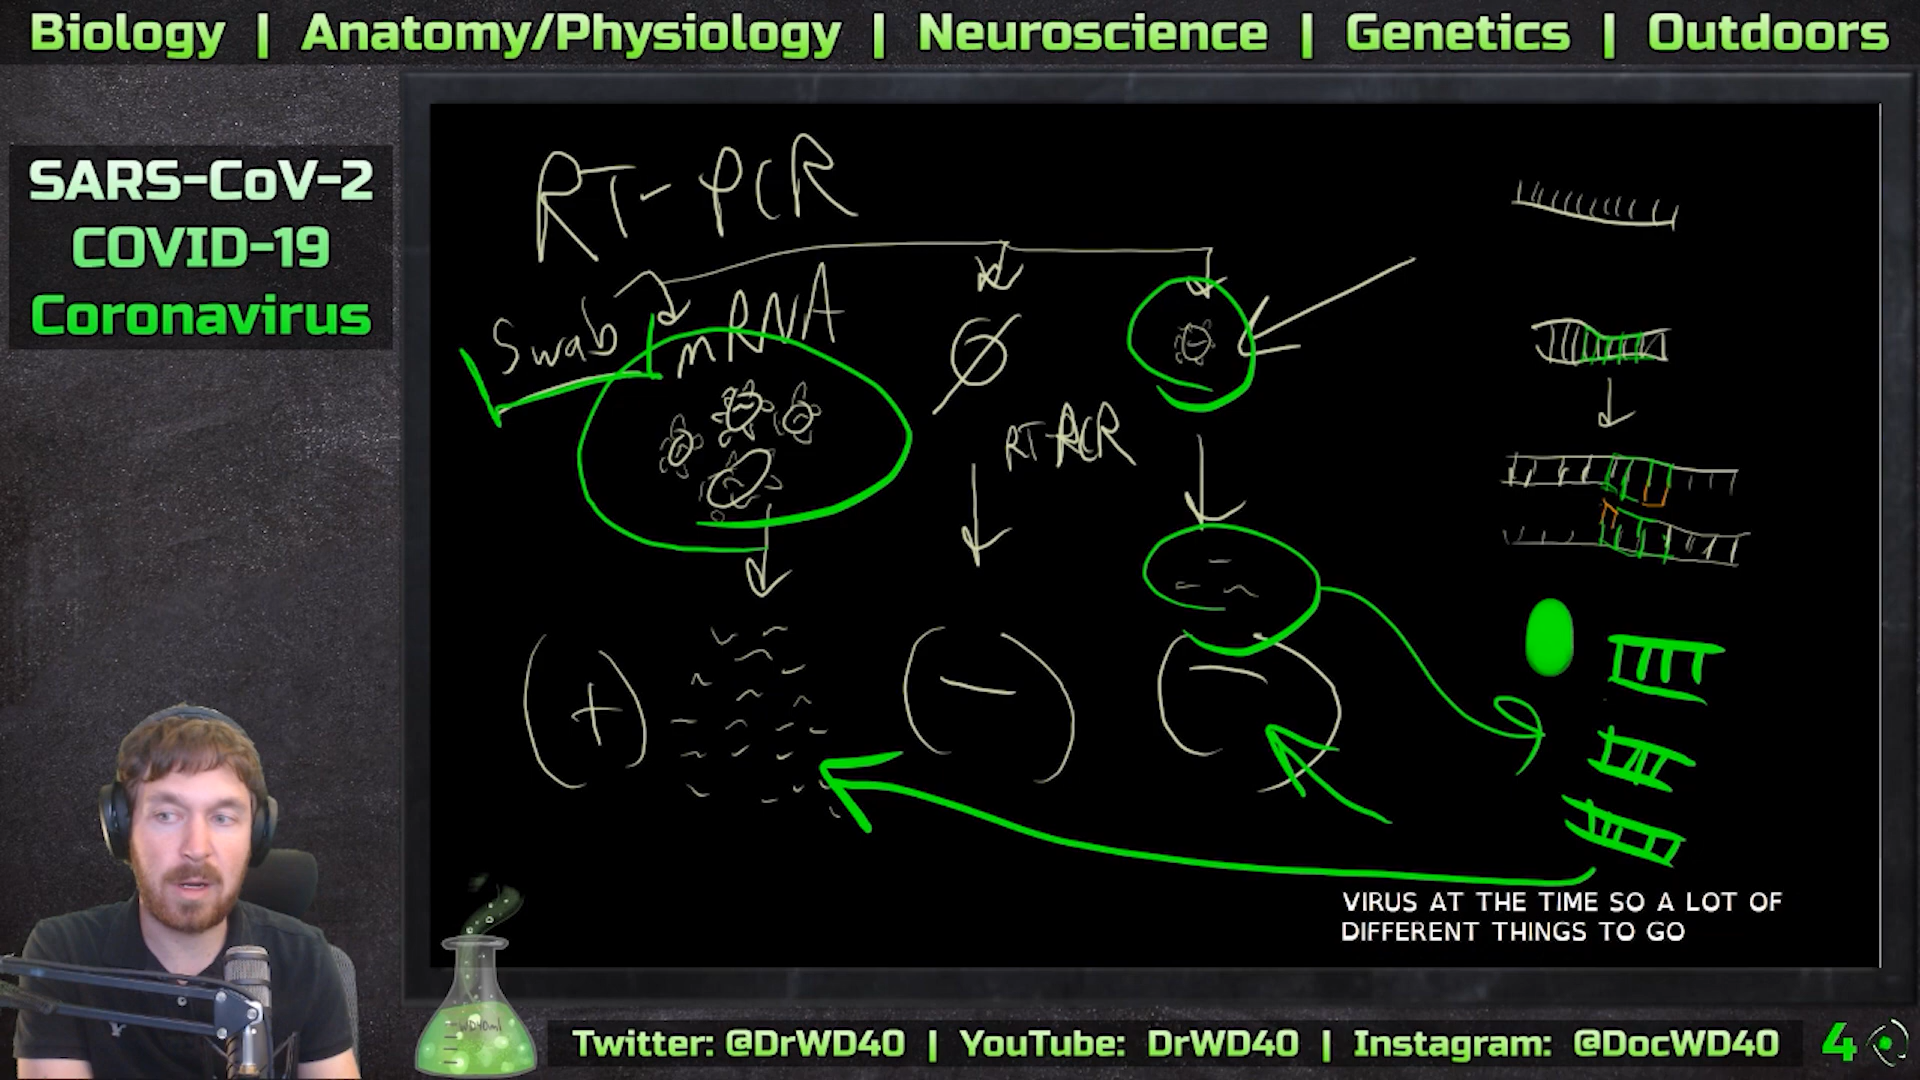 Biology | Anatomy/Physiology | Neuroscience | Genetics | Outdoors
SARS-CoV-2
COVID-19
Coronavirus
RT-PCR
Swab
mRNA
RT-PCR
(+)
(-)
(-)
VIRUS AT THE TIME SO A LOT OF
DIFFERENT THINGS TO GO
WD40ml
Twitter: @DrWD40 | YouTube: DrWD40 | Instagram: @DocWD40
4